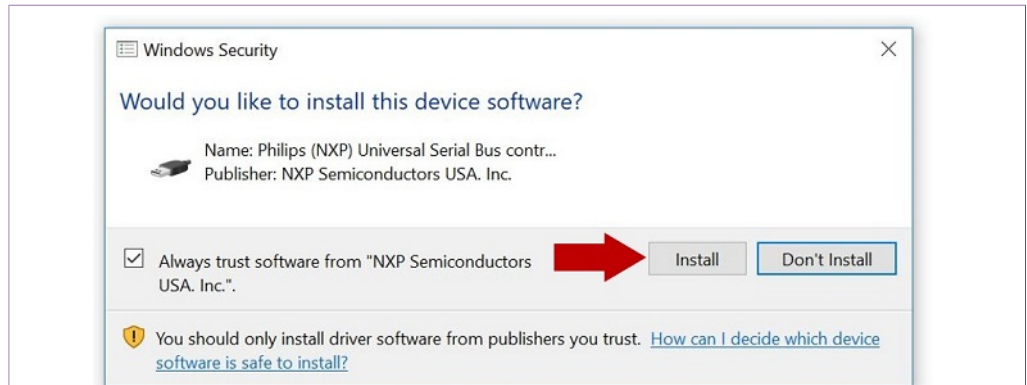 Windows Security
Would you like to install this device software?
Name: Philips (NXP) Universal Serial Bus contr...
Publisher: NXP Semiconductors USA. Inc.
Always trust software from "NXP Semiconductors
USA. Inc.".
Install
Don't Install
You should only install driver software from publishers you trust. How can I decide which device
software is safe to install?